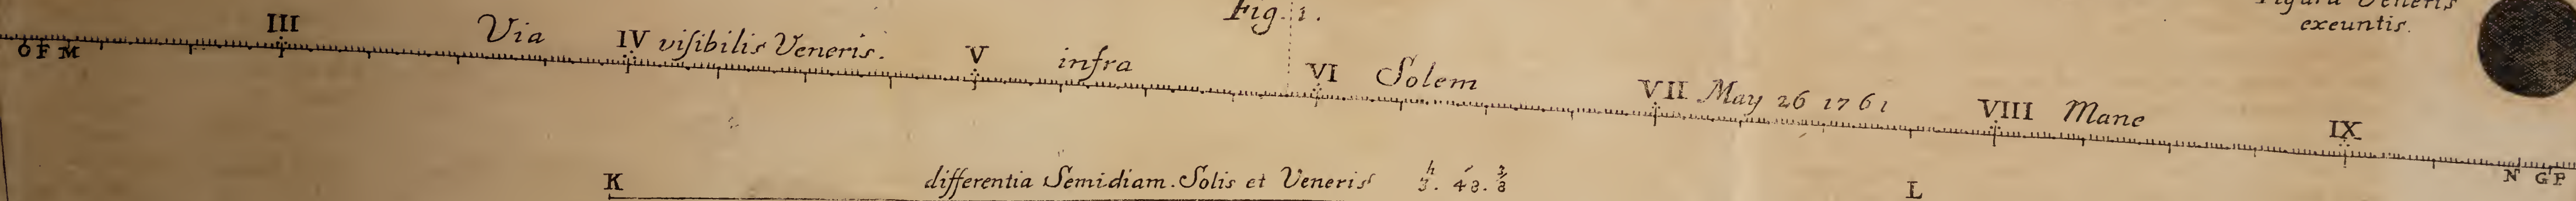 Fig. 1.
Figura Veneris
exeuntis.
III Via IV visibilis Veneris. V infra VI Solem VII May 26 1761 VIII Mane IX
O F M
N G P
K differentia Semidiam. Solis et Veneris L